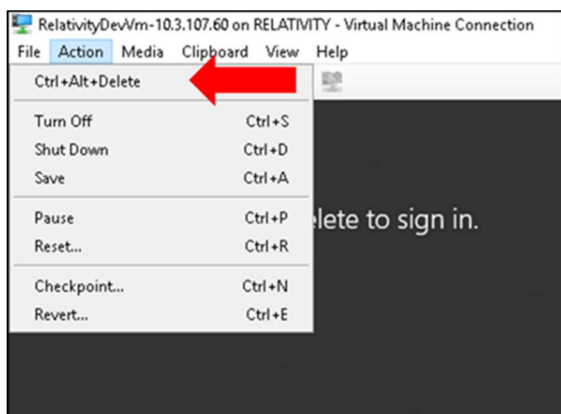 RelativityDevVm-10.3.107.60 on RELATIVITY - Virtual Machine Connection
File Action Media Clipboard View Help
Ctrl+Alt+Delete
Turn Off Ctrl+S
Shut Down Ctrl+D
Save Ctrl+A
lete to sign in.
Pause Ctrl+P
Reset... Ctrl+R
Checkpoint... Ctrl+N
Revert... Ctrl+E